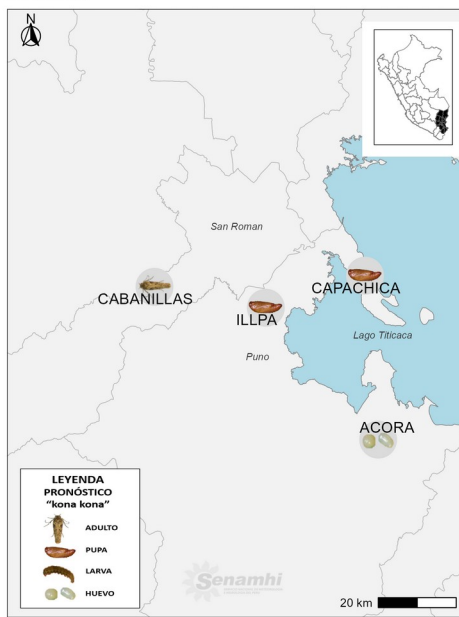 N
San Roman
CAPACHICA
CABANILLAS
ILLPA
Lago Titicaca
Puno
ACORA
LEYENDA
PRONÓSTICO
“kona kona”
ADULTO
PUPA
LARVA
HUEVO
Senamhi
20 km